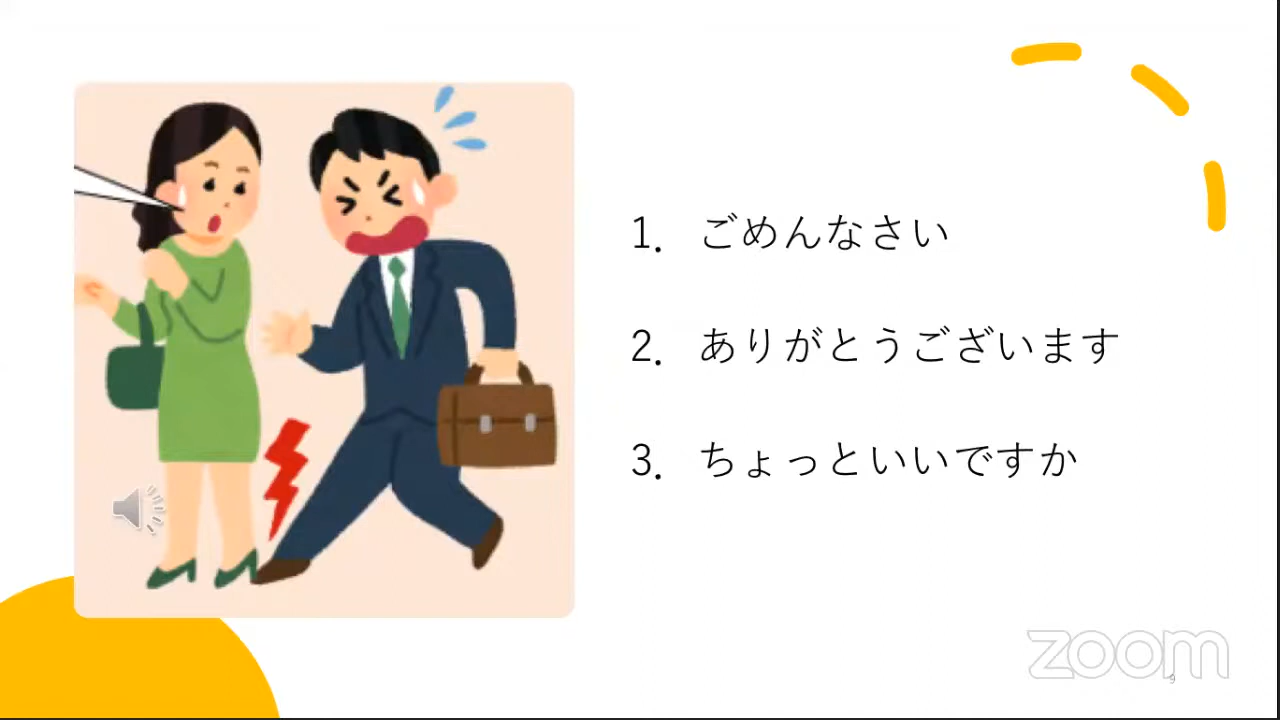 1. ごめんなさい
2. ありがとうございます
3. ちょっといいですか
zoom
9